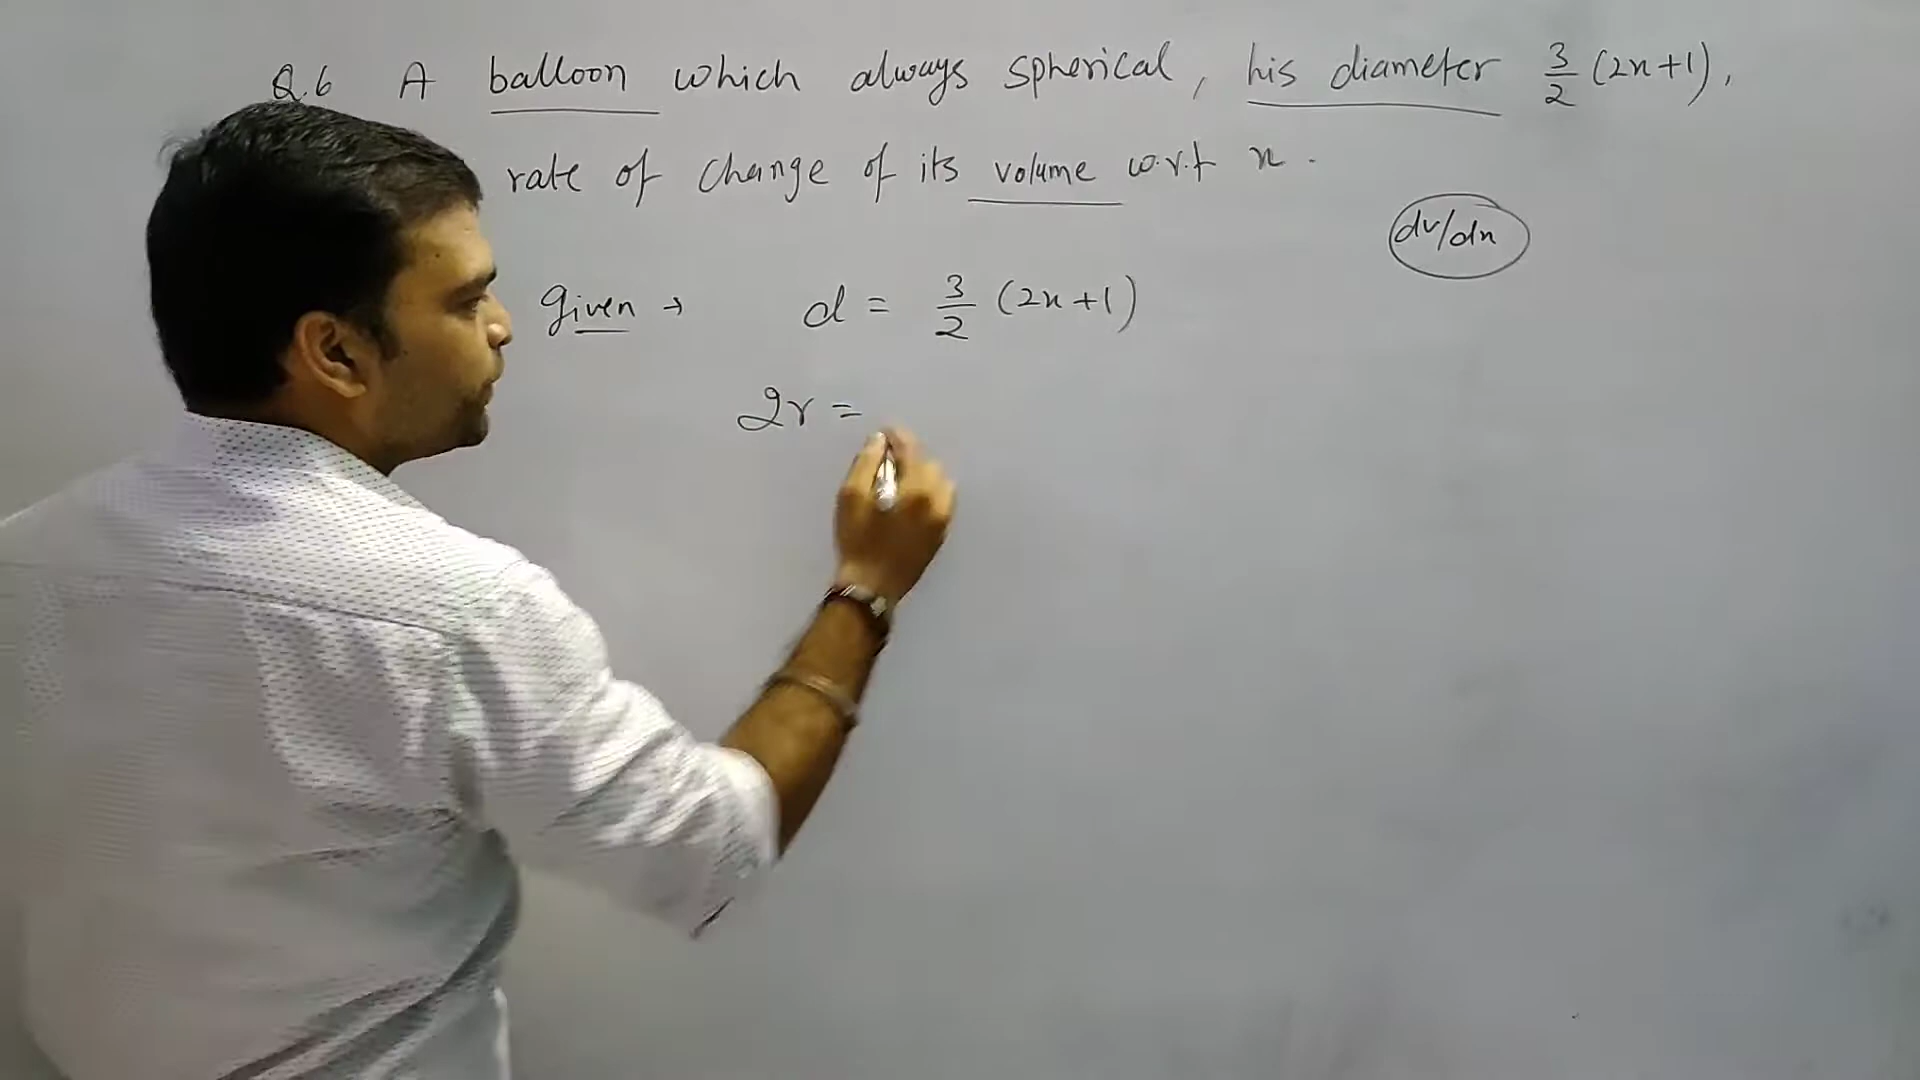 Q.6 A balloon which always spherical, his diameter 3/2 (2x+1),
rate of change of its volume w.r.t x.
dv/dx
Given → d = 3/2 (2x+1)
2r =